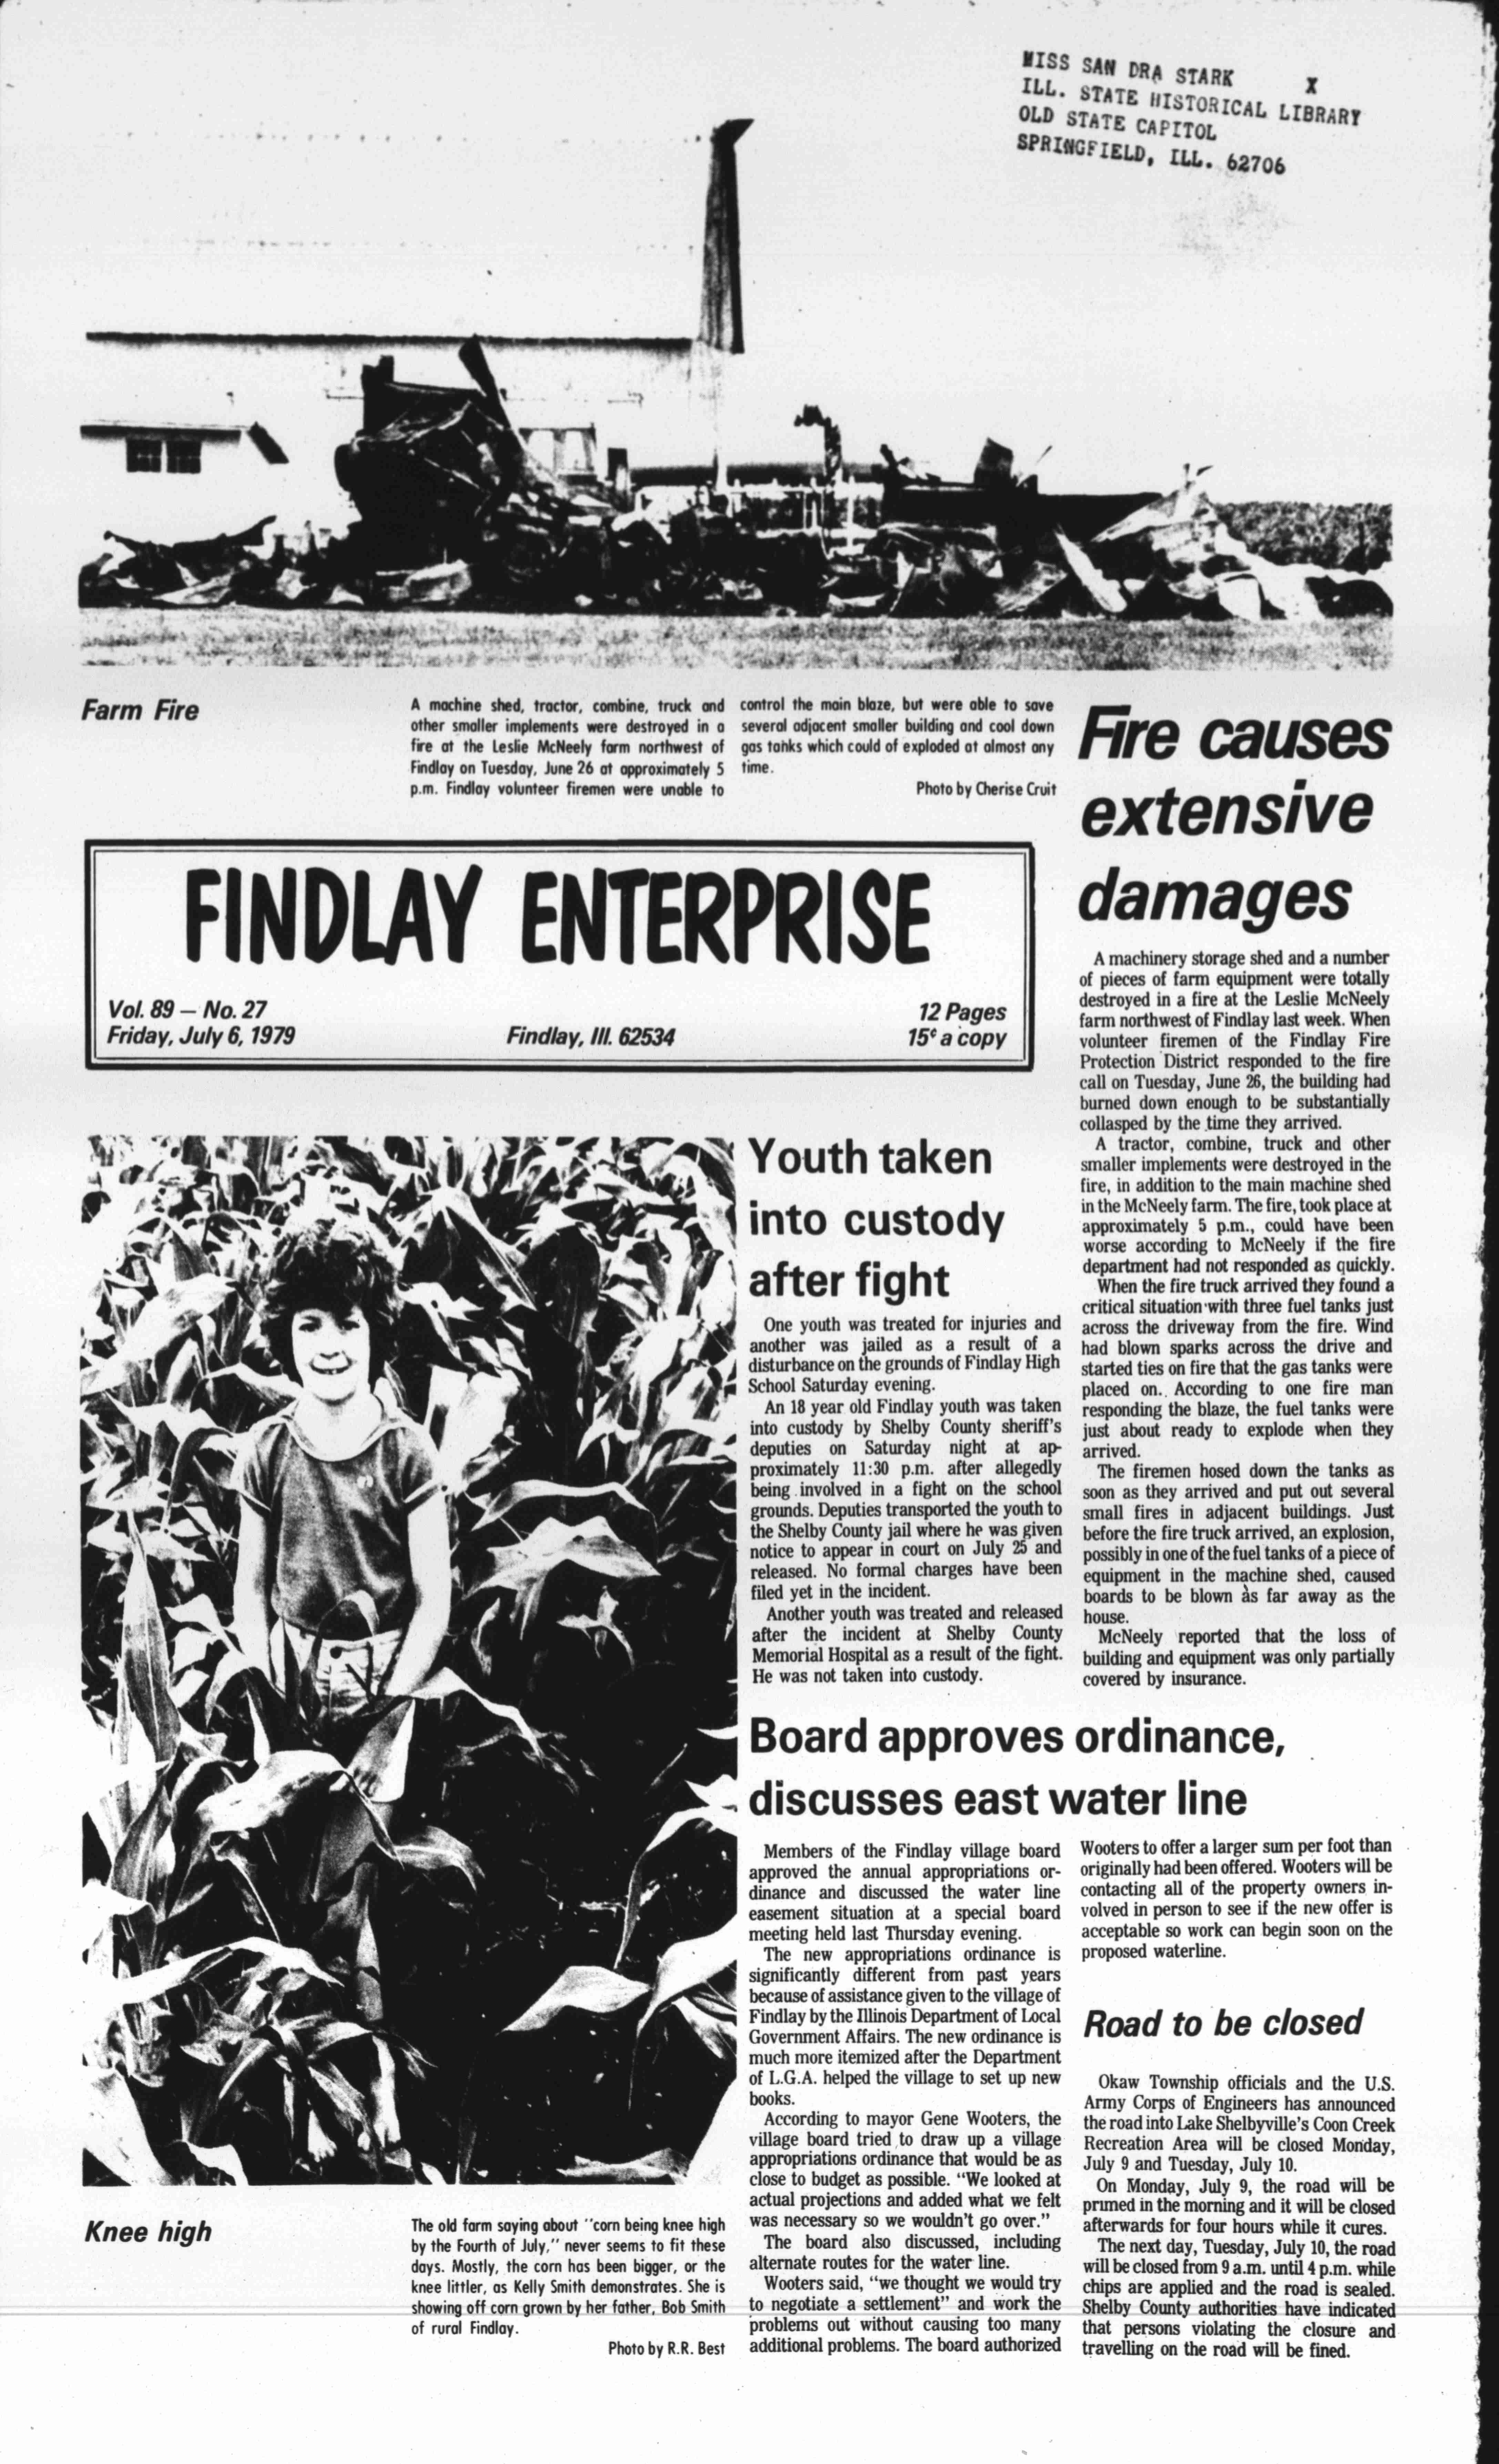 MISS SAN DRA STARK X
ILL. STATE HISTORICAL LIBRARY
OLD STATE CAPITOL
SPRINGFIELD, ILL. 62706
Farm Fire
A machine shed, tractor, combine, truck and
other smaller implements were destroyed in a
fire at the Leslie McNeely farm northwest of
Findlay on Tuesday, June 26 at approximately 5
p.m. Findlay volunteer firemen were unable to
control the main blaze, but were able to save
several adjacent smaller building and cool down
gas tanks which could of exploded at almost any
time.
Photo by Cherise Cruit
FINDLAY ENTERPRISE
Vol. 89 — No. 27
Friday, July 6, 1979
Findlay, Ill. 62534
12 Pages
15¢ a copy
Fire causes
extensive
damages
A machinery storage shed and a number
of pieces of farm equipment were totally
destroyed in a fire at the Leslie McNeely
farm northwest of Findlay last week. When
volunteer firemen of the Findlay Fire
Protection District responded to the fire
call on Tuesday, June 26, the building had
burned down enough to be substantially
collasped by the time they arrived.
A tractor, combine, truck and other
smaller implements were destroyed in the
fire, in addition to the main machine shed
in the McNeely farm. The fire, took place at
approximately 5 p.m., could have been
worse according to McNeely if the fire
department had not responded as quickly.
When the fire truck arrived they found a
critical situation with three fuel tanks just
across the driveway from the fire. Wind
had blown sparks across the drive and
started ties on fire that the gas tanks were
placed on. According to one fire man
responding the blaze, the fuel tanks were
just about ready to explode when they
arrived.
The firemen hosed down the tanks as
soon as they arrived and put out several
small fires in adjacent buildings. Just
before the fire truck arrived, an explosion,
possibly in one of the fuel tanks of a piece of
equipment in the machine shed, caused
boards to be blown as far away as the
house.
McNeely reported that the loss of
building and equipment was only partially
covered by insurance.
Youth taken
into custody
after fight
One youth was treated for injuries and
another was jailed as a result of a
disturbance on the grounds of Findlay High
School Saturday evening.
An 18 year old Findlay youth was taken
into custody by Shelby County sheriff's
deputies on Saturday night at ap-
proximately 11:30 p.m. after allegedly
being involved in a fight on the school
grounds. Deputies transported the youth to
the Shelby County jail where he was given
notice to appear in court on July 25 and
released. No formal charges have been
filed yet in the incident.
Another youth was treated and released
after the incident at Shelby County
Memorial Hospital as a result of the fight.
He was not taken into custody.
Board approves ordinance,
discusses east water line
Members of the Findlay village board
approved the annual appropriations or-
dinance and discussed the water line
easement situation at a special board
meeting held last Thursday evening.
The new appropriations ordinance is
significantly different from past years
because of assistance given to the village of
Findlay by the Illinois Department of Local
Government Affairs. The new ordinance is
much more itemized after the Department
of L.G.A. helped the village to set up new
books.
According to mayor Gene Wooters, the
village board tried to draw up a village
appropriations ordinance that would be as
close to budget as possible. "We looked at
actual projections and added what we felt
was necessary so we wouldn't go over."
The board also discussed, including
alternate routes for the water line.
Wooters said, "we thought we would try
to negotiate a settlement" and work the
problems out without causing too many
additional problems. The board authorized
Wooters to offer a larger sum per foot than
originally had been offered. Wooters will be
contacting all of the property owners in-
volved in person to see if the new offer is
acceptable so work can begin soon on the
proposed waterline.
Road to be closed
Okaw Township officials and the U.S.
Army Corps of Engineers has announced
the road into Lake Shelbyville's Coon Creek
Recreation Area will be closed Monday,
July 9 and Tuesday, July 10.
On Monday, July 9, the road will be
primed in the morning and it will be closed
afterwards for four hours while it cures.
The next day, Tuesday, July 10, the road
will be closed from 9 a.m. until 4 p.m. while
chips are applied and the road is sealed.
Shelby County authorities have indicated
that persons violating the closure and
travelling on the road will be fined.
Knee high
The old farm saying about "corn being knee high
by the Fourth of July," never seems to fit these
days. Mostly, the corn has been bigger, or the
knee littler, as Kelly Smith demonstrates. She is
showing off corn grown by her father, Bob Smith
of rural Findlay.
Photo by R.R. Best